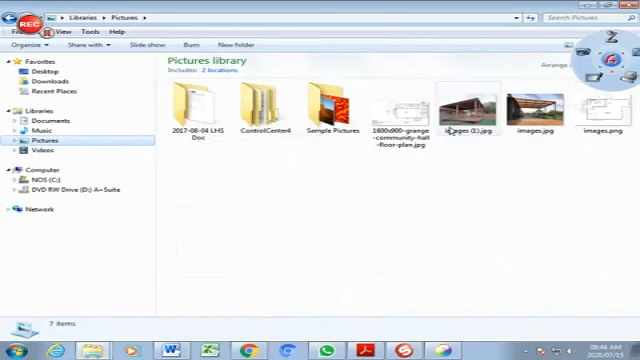 REC
Libraries ▸ Pictures ▸
Search Pictures
View Tools Help
Organize Share with Slide show Burn New folder
Pictures library
Includes: 2 locations
Arrange
Favorites
Desktop
Downloads
Recent Places
Libraries
Documents
Music
Pictures
Videos
Computer
NOS (C:)
DVD RW Drive (D:) A+Suite
Network
2017-08-04 LHS
Doc
ControlCenter4
Sample Pictures
1600x900-grange
-community-hall
-floor-plan.jpg
images (1).jpg
images.jpg
images.png
7 items
06:44 AM
2020/07/15